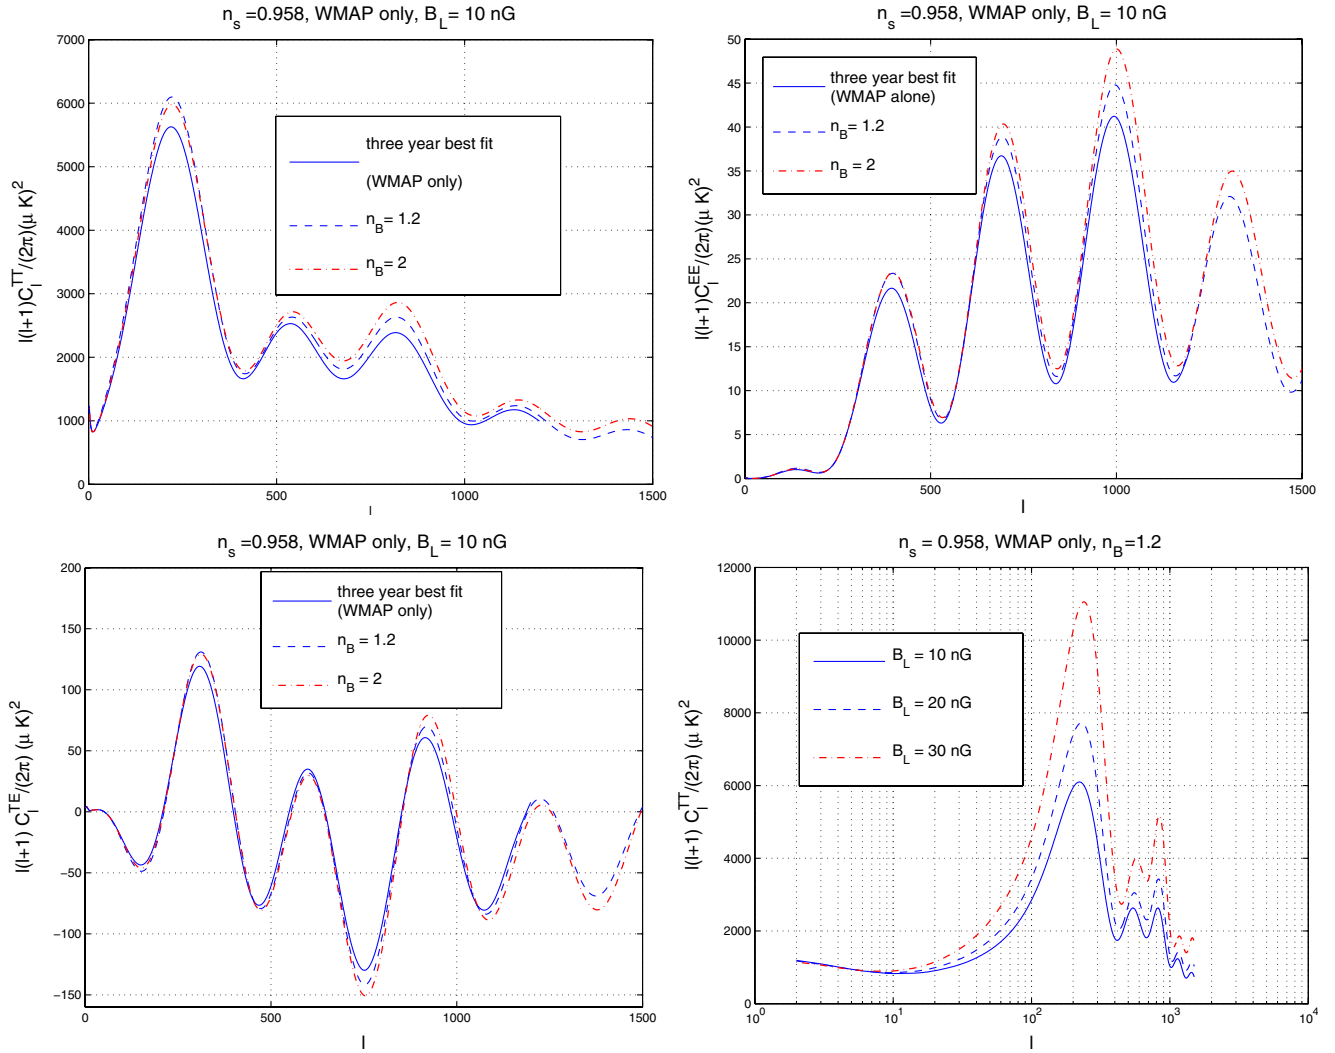 n_s =0.958, WMAP only, B_L= 10 nG
7000
6000
5000
4000
3000
2000
1000
0
l((l+1)C_l^TT/(2π)(μ K)^2
three year best fit
(WMAP only)
n_B= 1.2
n_B= 2
0
500
1000
1500
l
n_s =0.958, WMAP only, B_L= 10 nG
50
45
40
35
30
25
20
15
10
5
0
l((l+1)C_l^EE/(2π)(μ K)^2
three year best fit
(WMAP alone)
n_B= 1.2
n_B = 2
0
500
1000
1500
l
n_s =0.958, WMAP only, B_L= 10 nG
200
150
100
50
0
−50
−100
−150
l((l+1) C_l^TE/(2π) (μ K)^2
three year best fit
(WMAP only)
n_B = 1.2
n_B = 2
0
500
1000
1500
l
n_s = 0.958, WMAP only, n_B=1.2
12000
10000
8000
6000
4000
2000
0
l((l+1) C_l^TT/(2π) (μ K)^2
B_L = 10 nG
B_L = 20 nG
B_L = 30 nG
10^0
10^1
10^2
10^3
10^4
l